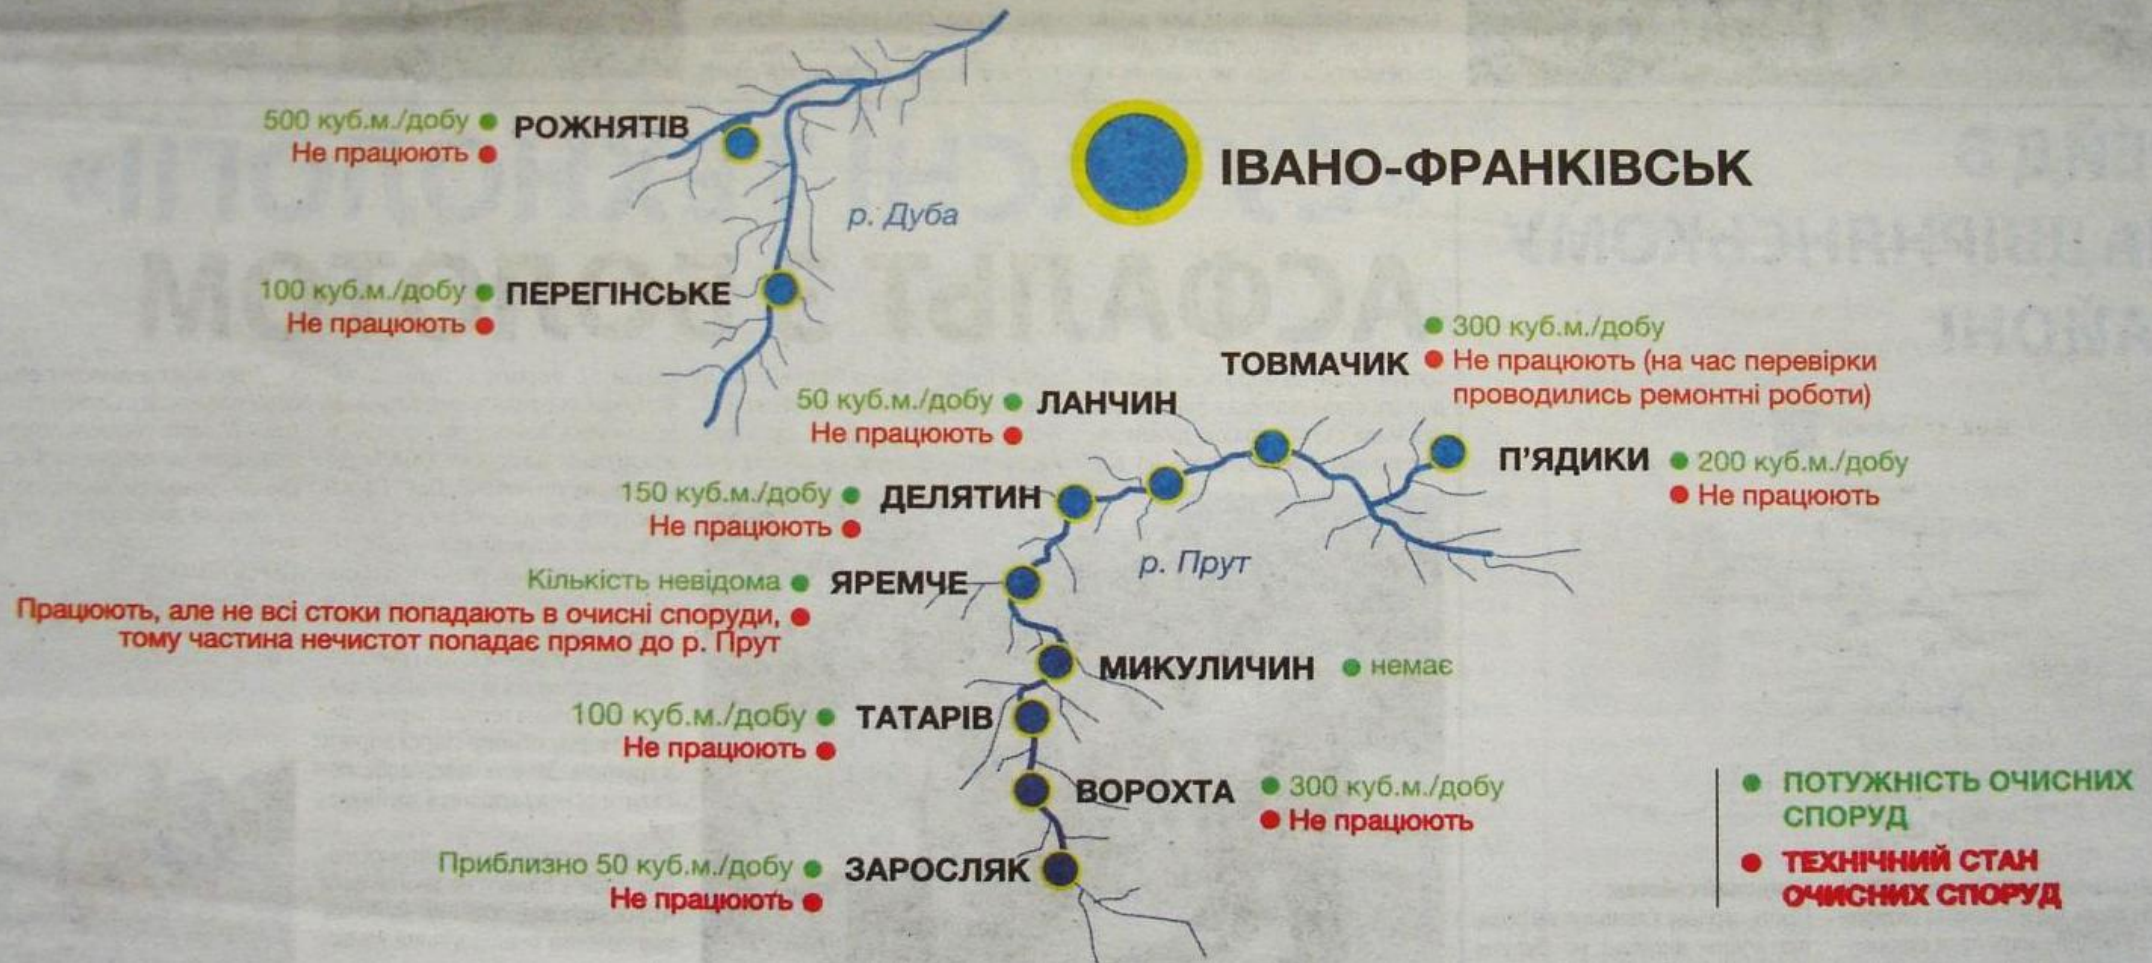 500 куб.м./добу
Не працюють
РОЖНЯТІВ
ІВАНО-ФРАНКІВСЬК
р. Дуба
100 куб.м./добу
Не працюють
ПЕРЕГІНСЬКЕ
ТОВМАЧИК
300 куб.м./добу
Не працюють (на час перевірки
проводились ремонтні роботи)
50 куб.м./добу
Не працюють
ЛАНЧИН
П'ЯДИКИ
200 куб.м./добу
Не працюють
150 куб.м./добу
Не працюють
ДЕЛЯТИН
р. Прут
Кількість невідома
ЯРЕМЧЕ
Працюють, але не всі стоки попадають в очисні споруди,
тому частина нечистот попадає прямо до р. Прут
МИКУЛИЧИН
немає
100 куб.м./добу
Не працюють
ТАТАРІВ
ВОРОХТА
300 куб.м./добу
Не працюють
Приблизно 50 куб.м./добу
Не працюють
ЗАРОСЛЯК
ПОТУЖНІСТЬ ОЧИСНИХ
СПОРУД
ТЕХНІЧНИЙ СТАН
ОЧИСНИХ СПОРУД